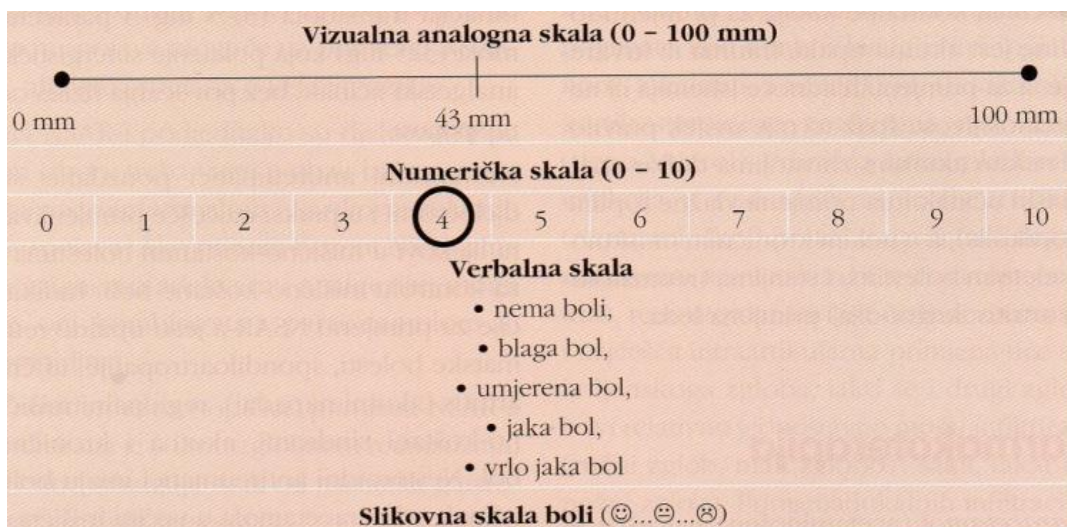 Vizualna analogna skala (0 – 100 mm)
0 mm 43 mm 100 mm
Numerička skala (0 – 10)
0 1 2 3 4 5 6 7 8 9 10
Verbalna skala
• nema boli,
• blaga bol,
• umjerena bol,
• jaka bol,
• vrlo jaka bol
Slikovna skala boli (☺...😐...☹)